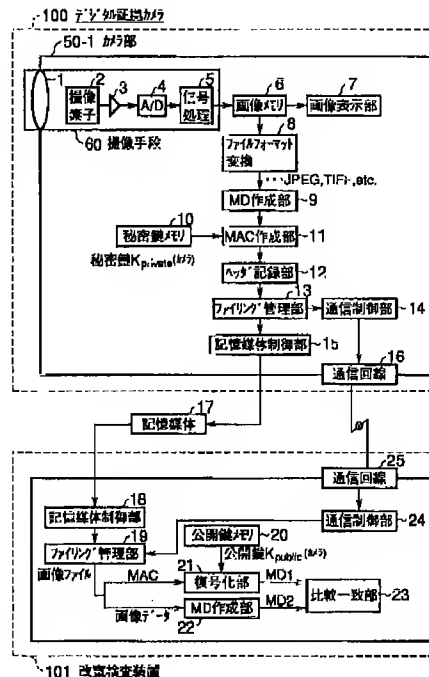 100 デジタル証拠カメラ
50-1 カメラ部
1
2
撮像
素子
3
4
A/D
5
信号
処理
6
画像メモリ
7
画像表示部
60 撮像手段
8
ファイルフォーマット
変換
…JPEG,TIFF,etc.
MD作成部
9
10
秘密鍵メモリ
MAC作成部
11
秘密鍵Kprivate(カメラ)
ヘッダ記録部
12
13
ファイリング管理部
通信制御部
14
記憶媒体制御部
15
16
通信回線
17
記憶媒体
25
通信回線
18
記憶媒体制御部
19
公開鍵メモリ
20
通信制御部
24
ファイリング管理部
公開鍵Kpublic(カメラ)
画像ファイル
21
MAC
復号化部
MD1
画像データ
MD作成部
22
MD2
比較一致部
23
101 改竄検査装置